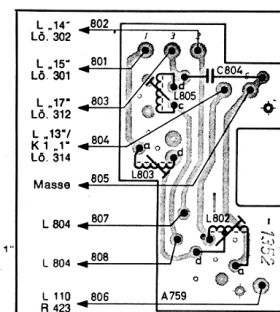 L „14"
Lö. 302
802
L „15"
Lö. 301
801
L „17"
Lö. 312
803
L „13"/
K 1 „1"
Lö. 314
804
Masse
805
L 804
807
L 804
808
L 110
R 423
806
1"
1 3 2
C 804
L805
d
c
a
d
L803
L802
e
d
a
A759
-1352